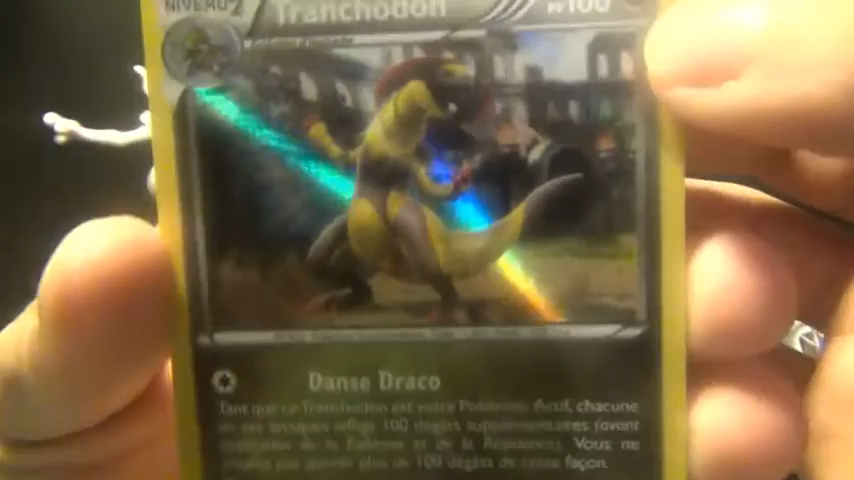 NIVEAU 2 Tranchodon PV100
Danse Draco
Tant que ce Tranchodon est votre Pokémon Actif, chacune
de ses attaques inflige 100 dégâts supplémentaires (avant
de la Faiblesse et de la Résistance). Vous ne
pas ajouter plus de 100 dégâts de cette façon.